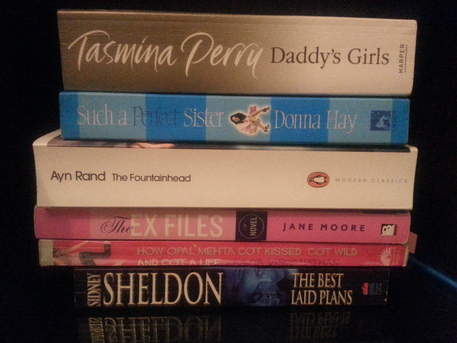 Tasmina Perry Daddy's Girls HARPER
Such a Perfect Sister Donna Hay
Ayn Rand The Fountainhead MODERN CLASSICS
The EX FILES A NOVEL JANE MOORE
HOW OPAL MEHTA GOT KISSED, GOT WILD
AND GOT A LIFE
SIDNEY
SHELDON
THE BEST
LAID PLANS